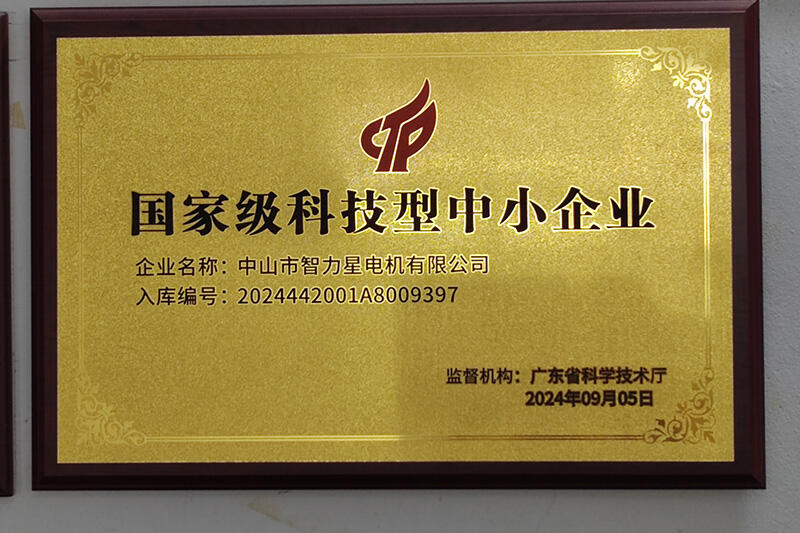 国家级科技型中小企业
企业名称：中山市智力星电机有限公司
入库编号：2024442001A8009397
监督机构：广东省科学技术厅
2024年09月05日